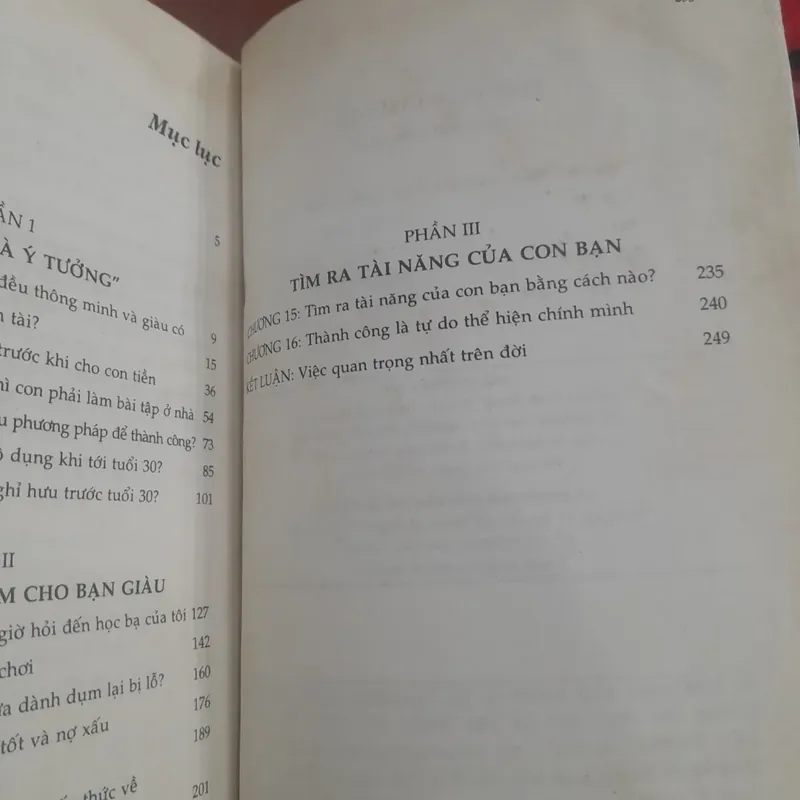 Mục lục
ẦN 1
5
À Ý TƯỞNG"
đều thông minh và giàu có
tài? 9
trước khi cho con tiền 15
hì con phải làm bài tập ở nhà 36
u phương pháp để thành công? 54
73
ô dụng khi tới tuổi 30? 85
ghỉ hưu trước tuổi 30? 101
II
M CHO BẠN GIÀU
giờ hỏi đến học bạ của tôi 127
chơi 142
ưa dành dụm lại bị lỗ? 160
tốt và nợ xấu 176
189
thức về 201
PHẦN III
TÌM RA TÀI NĂNG CỦA CON BẠN
CHƯƠNG 15: Tìm ra tài năng của con bạn bằng cách nào? 235
CHƯƠNG 16: Thành công là tự do thể hiện chính mình 240
KẾT LUẬN: Việc quan trọng nhất trên đời 249